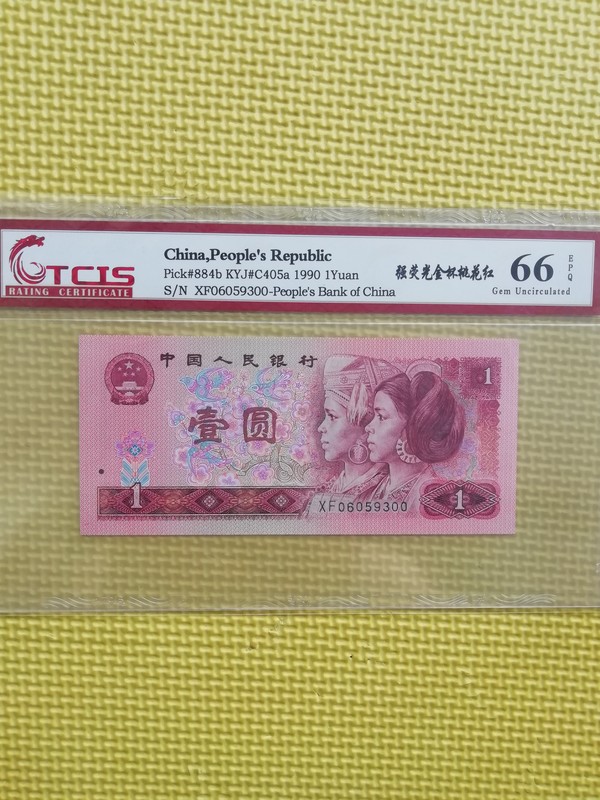 TCIS
RATING CERTIFICATE
China,People's Republic
Pick#884b KYJ#C405a 1990 1Yuan
S/N XF06059300-People's Bank of China
强荧光金杯桃花红
66
EPQ
Gem Uncirculated
中国人民银行
1
壹圆
1
XF06059300
1